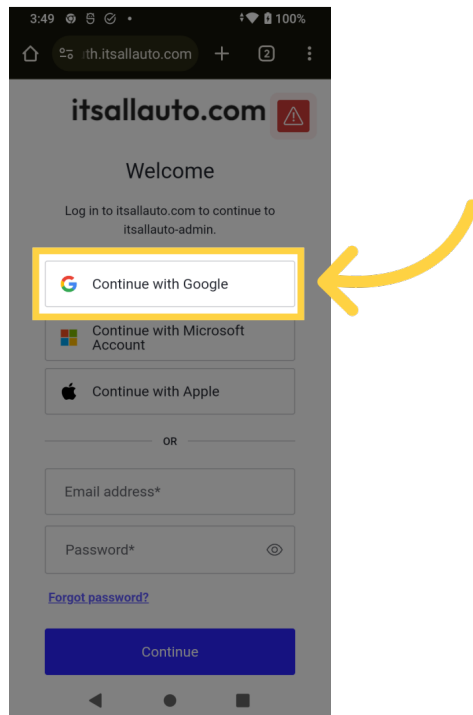 3:49
100%
th.itsallauto.com
2
itsallauto.com
Welcome
Log in to itsallauto.com to continue to
itsallauto-admin.
Continue with Google
Continue with Microsoft
Account
Continue with Apple
OR
Email address*
Password*
Forgot password?
Continue